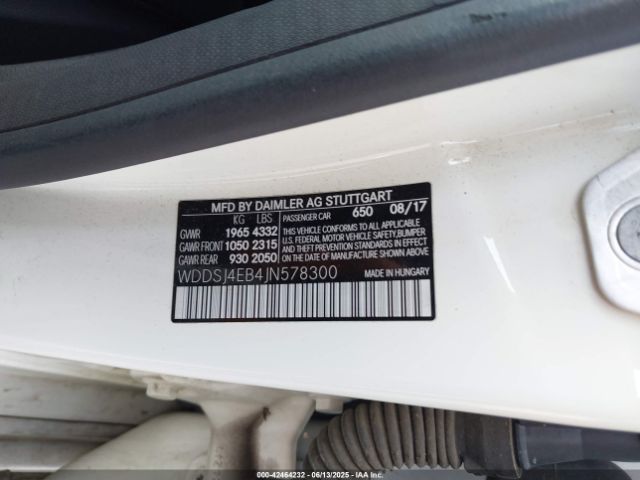 MFD BY DAIMLER AG STUTTGART
KG LBS PASSENGER CAR 650 08/17
GVWR 1965 4332
GAWR FRONT 1050 2315
GAWR REAR 930 2050
THIS VEHICLE CONFORMS TO ALL APPLICABLE
U.S. FEDERAL MOTOR VEHICLE SAFETY, BUMPER
AND THEFT PREVENTION STANDARDS IN EFFECT
ON THE DATE OF MANUFACTURE SHOWN ABOVE.
WDDSJ4EB4JN578300 MADE IN HUNGARY
000-42464232 - 06/13/2025 - IAAI.COM